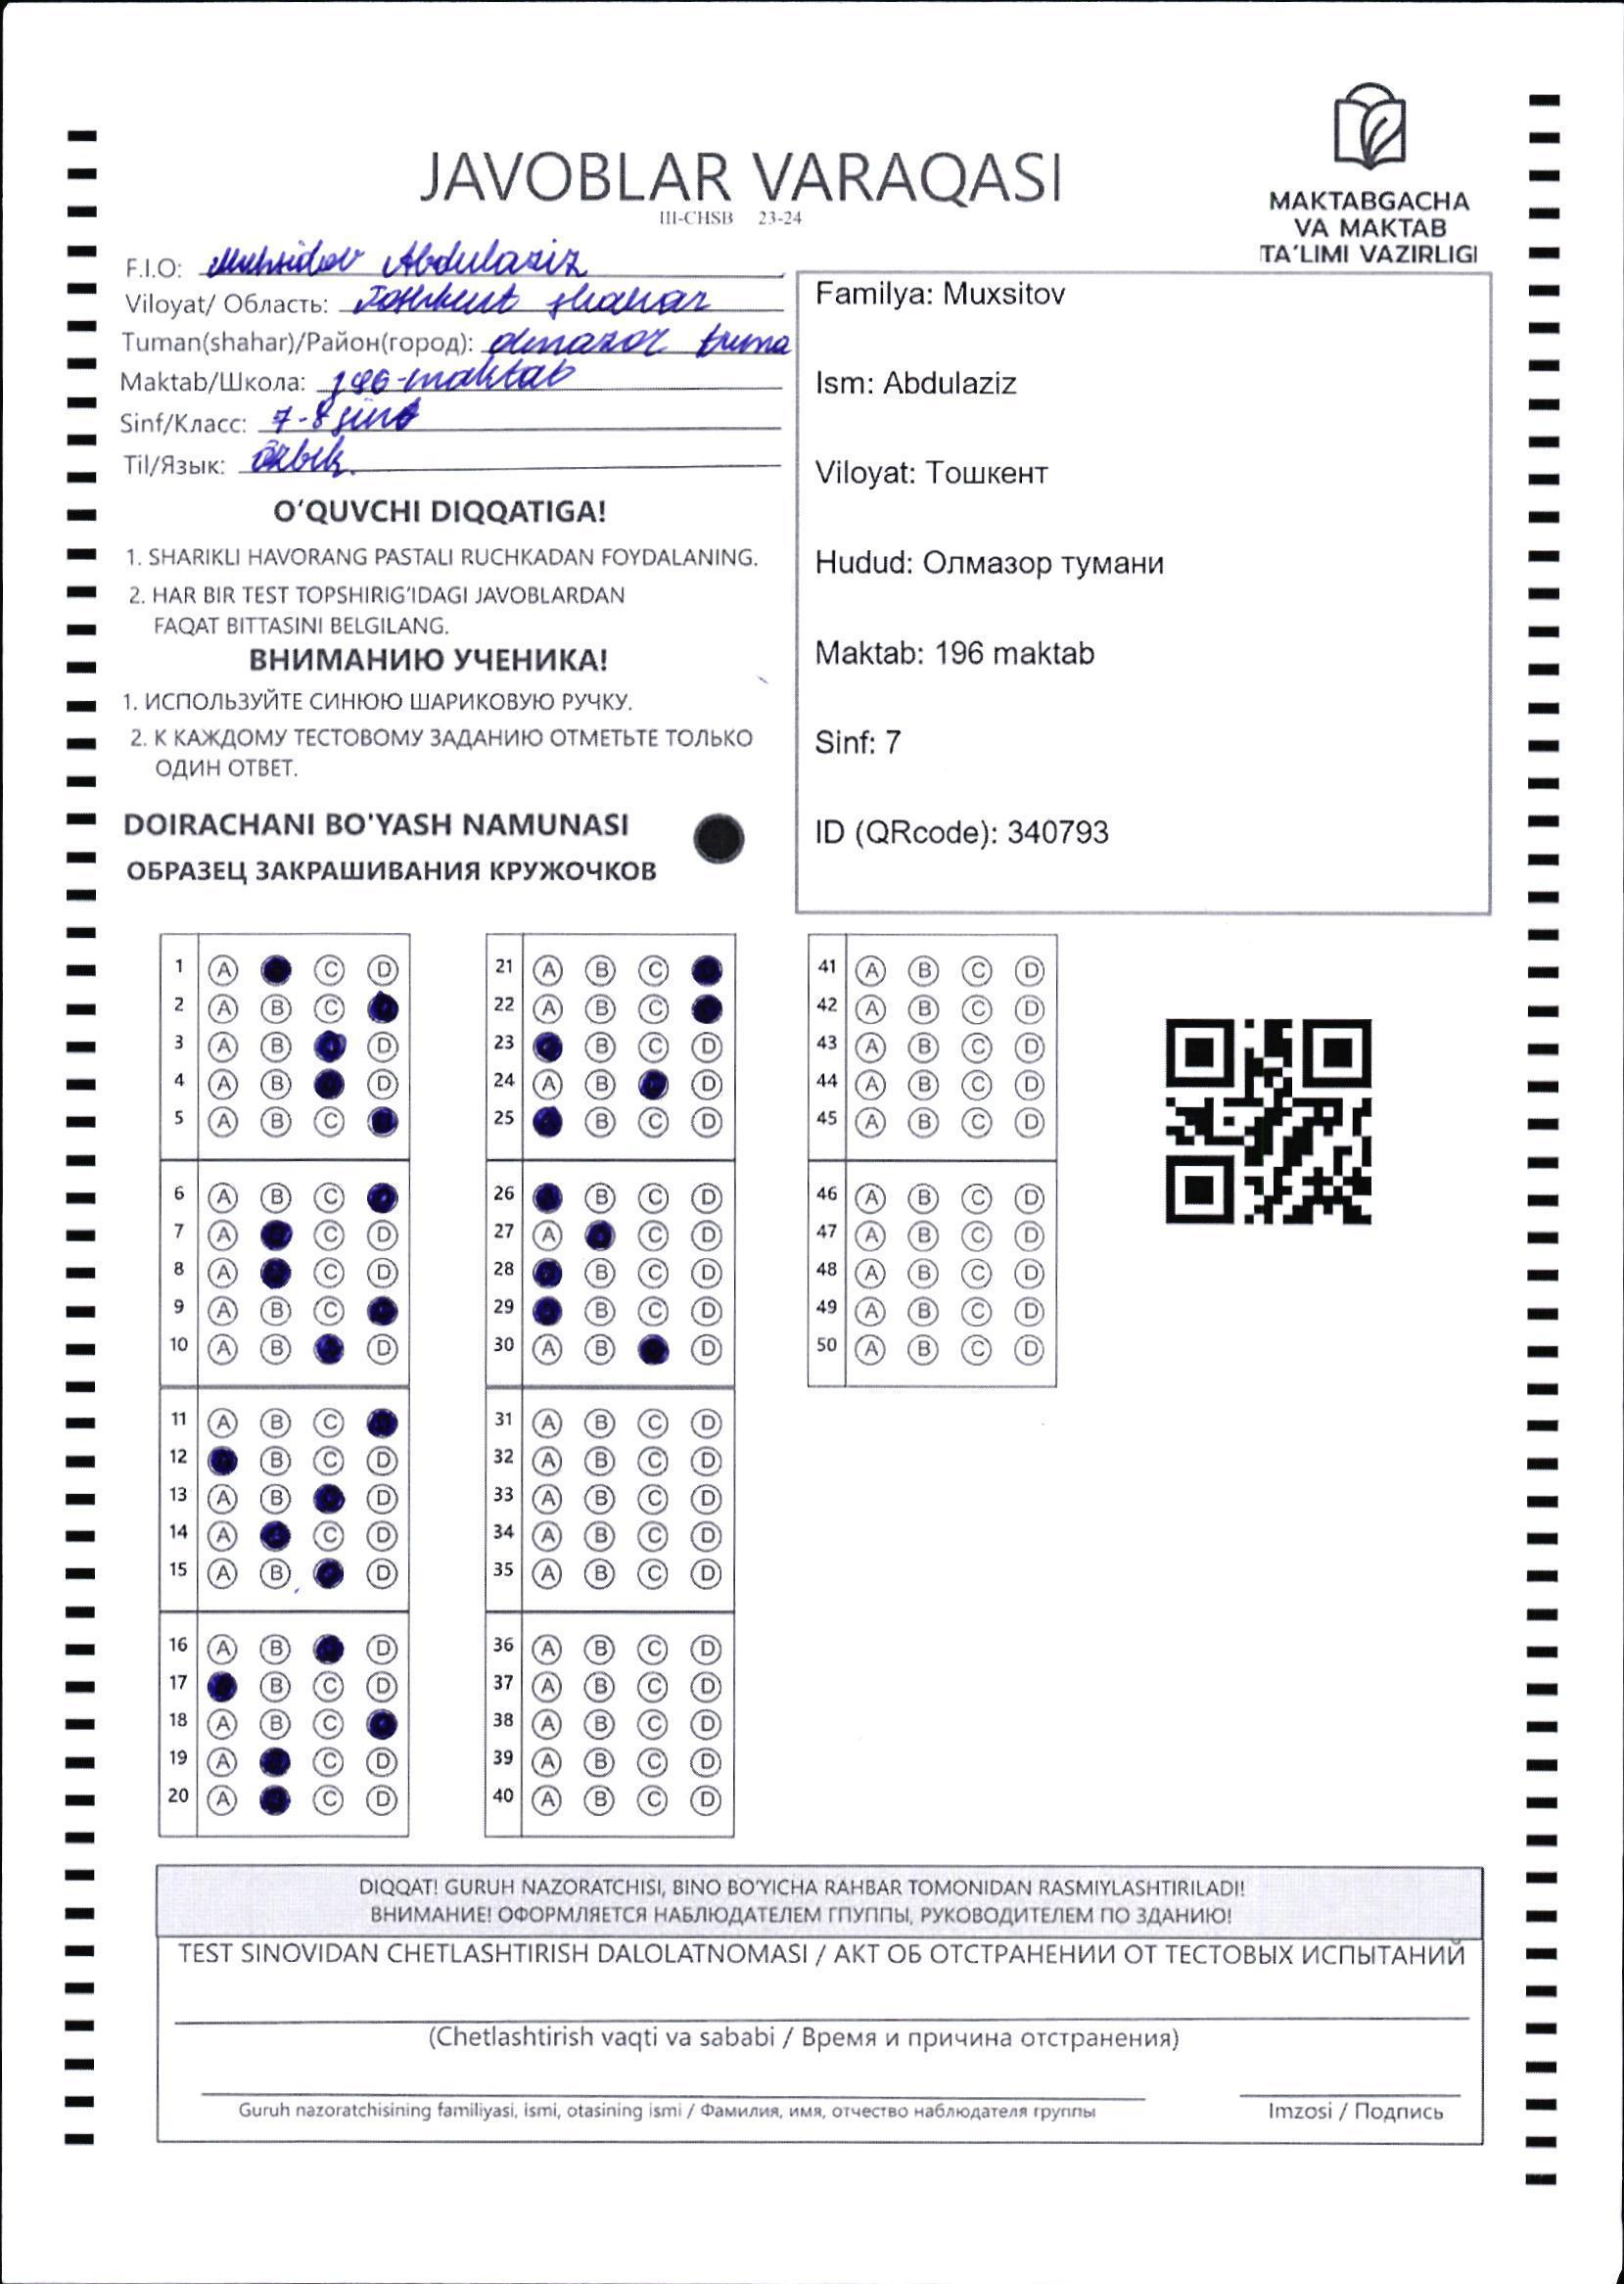 JAVOBLAR VARAQASI
III-CHSB 23-24
MAKTABGACHA
VA MAKTAB
TA'LIMI VAZIRLIGI
F.I.O: Muhsidov Abdulaziz
Viloyat/ Область: Toshkent shahar
Tuman(shahar)/Район(город): olmazor tuma
Maktab/Школа: 196-maktab
Sinf/Класс: 7-8 sinf
Til/Язык: Özbek.
O'QUVCHI DIQQATIGA!
1. SHARIKLI HAVORANG PASTALI RUCHKADAN FOYDALANING.
2. HAR BIR TEST TOPSHIRIG'IDAGI JAVOBLARDAN
FAQAT BITTASINI BELGILANG.
ВНИМАНИЮ УЧЕНИКА!
1. ИСПОЛЬЗУЙТЕ СИНЮЮ ШАРИКОВУЮ РУЧКУ.
2. К КАЖДОМУ ТЕСТОВОМУ ЗАДАНИЮ ОТМЕТЬТЕ ТОЛЬКО
ОДИН ОТВЕТ.
DOIRACHANI BO'YASH NAMUNASI
ОБРАЗЕЦ ЗАКРАШИВАНИЯ КРУЖОЧКОВ
Familya: Muxsitov
Ism: Abdulaziz
Viloyat: Тошкент
Hudud: Олмазор тумани
Maktab: 196 maktab
Sinf: 7
ID (QRcode): 340793
1 A C D
2 A B C
3 A B D
4 A B D
5 A B C
6 A B C
7 A C D
8 A C D
9 A B C
10 A B D
11 A B C
12 B C D
13 A B D
14 A C D
15 A B D
16 A B D
17 B C D
18 A B C
19 A C D
20 A C D
21 A B C
22 A B C
23 B C D
24 A B D
25 B C D
26 B C D
27 A C D
28 B C D
29 B C D
30 A B D
31 A B C D
32 A B C D
33 A B C D
34 A B C D
35 A B C D
36 A B C D
37 A B C D
38 A B C D
39 A B C D
40 A B C D
41 A B C D
42 A B C D
43 A B C D
44 A B C D
45 A B C D
46 A B C D
47 A B C D
48 A B C D
49 A B C D
50 A B C D
DIQQAT! GURUH NAZORATCHISI, BINO BO'YICHA RAHBAR TOMONIDAN RASMIYLASHTIRILADI!
ВНИМАНИЕ! ОФОРМЛЯЕТСЯ НАБЛЮДАТЕЛЕМ ГПУППЫ, РУКОВОДИТЕЛЕМ ПО ЗДАНИЮ!
TEST SINOVIDAN CHETLASHTIRISH DALOLATNOMASI / АКТ ОБ ОТСТРАНЕНИИ ОТ ТЕСТОВЫХ ИСПЫТАНИЙ
(Chetlashtirish vaqti va sababi / Время и причина отстранения)
Guruh nazoratchisining familiyasi, ismi, otasining ismi / Фамилия, имя, отчество наблюдателя группы
Imzosi / Подпись